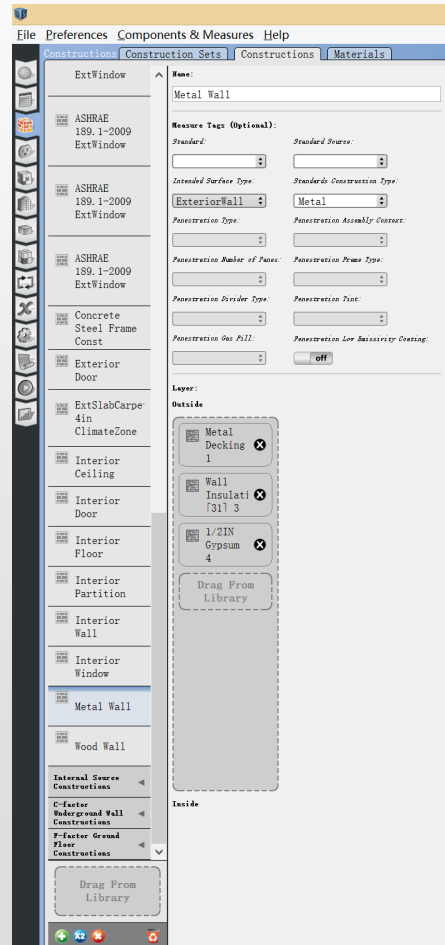 File Preferences Components & Measures Help
Constructions Construction Sets Constructions Materials
ExtWindow
ASHRAE
189.1-2009
ExtWindow
ASHRAE
189.1-2009
ExtWindow
ASHRAE
189.1-2009
ExtWindow
Concrete
Steel Frame
Const
Exterior
Door
ExtSlabCarpe
4in
ClimateZone
Interior
Ceiling
Interior
Door
Interior
Floor
Interior
Partition
Interior
Wall
Interior
Window
Metal Wall
Wood Wall
Internal Source
Constructions
C-factor
Underground Wall
Constructions
F-factor Ground
Floor
Constructions
Drag From
Library
X2
Name:
Metal Wall
Measure Tags (Optional):
Standard: Standard Source:
Intended Surface Type: Standards Construction Type:
ExteriorWall Metal
Fenestration Type: Fenestration Assembly Context:
Fenestration Number of Panes: Fenestration Frame Type:
Fenestration Divider Type: Fenestration Tint:
Fenestration Gas Fill: Fenestration Low Emissivity Coating:
off
Layer:
Outside
Metal
Decking
1
Wall
Insulati
[31] 3
1/2IN
Gypsum
4
Drag From
Library
Inside